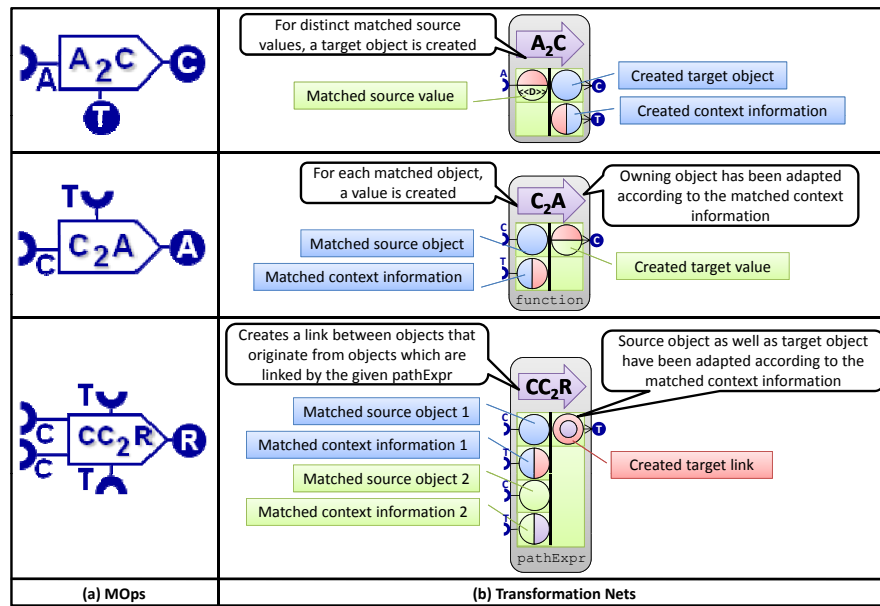 A
A2C
C
T
For distinct matched source
values, a target object is created
A2C
A
<<D>>
C
T
Matched source value
Created target object
Created context information
T
C
C2A
A
For each matched object,
a value is created
C2A
Owning object has been adapted
according to the matched context
information
C
T
C
Matched source object
Matched context information
Created target value
function
T
C
C
CC2R
R
T
Creates a link between objects that
originate from objects which are
linked by the given pathExpr
CC2R
Source object as well as target object
have been adapted according to the
matched context information
Matched source object 1
Matched context information 1
Matched source object 2
Matched context information 2
C
T
C
T
T
Created target link
pathExpr
(a) MOps
(b) Transformation Nets